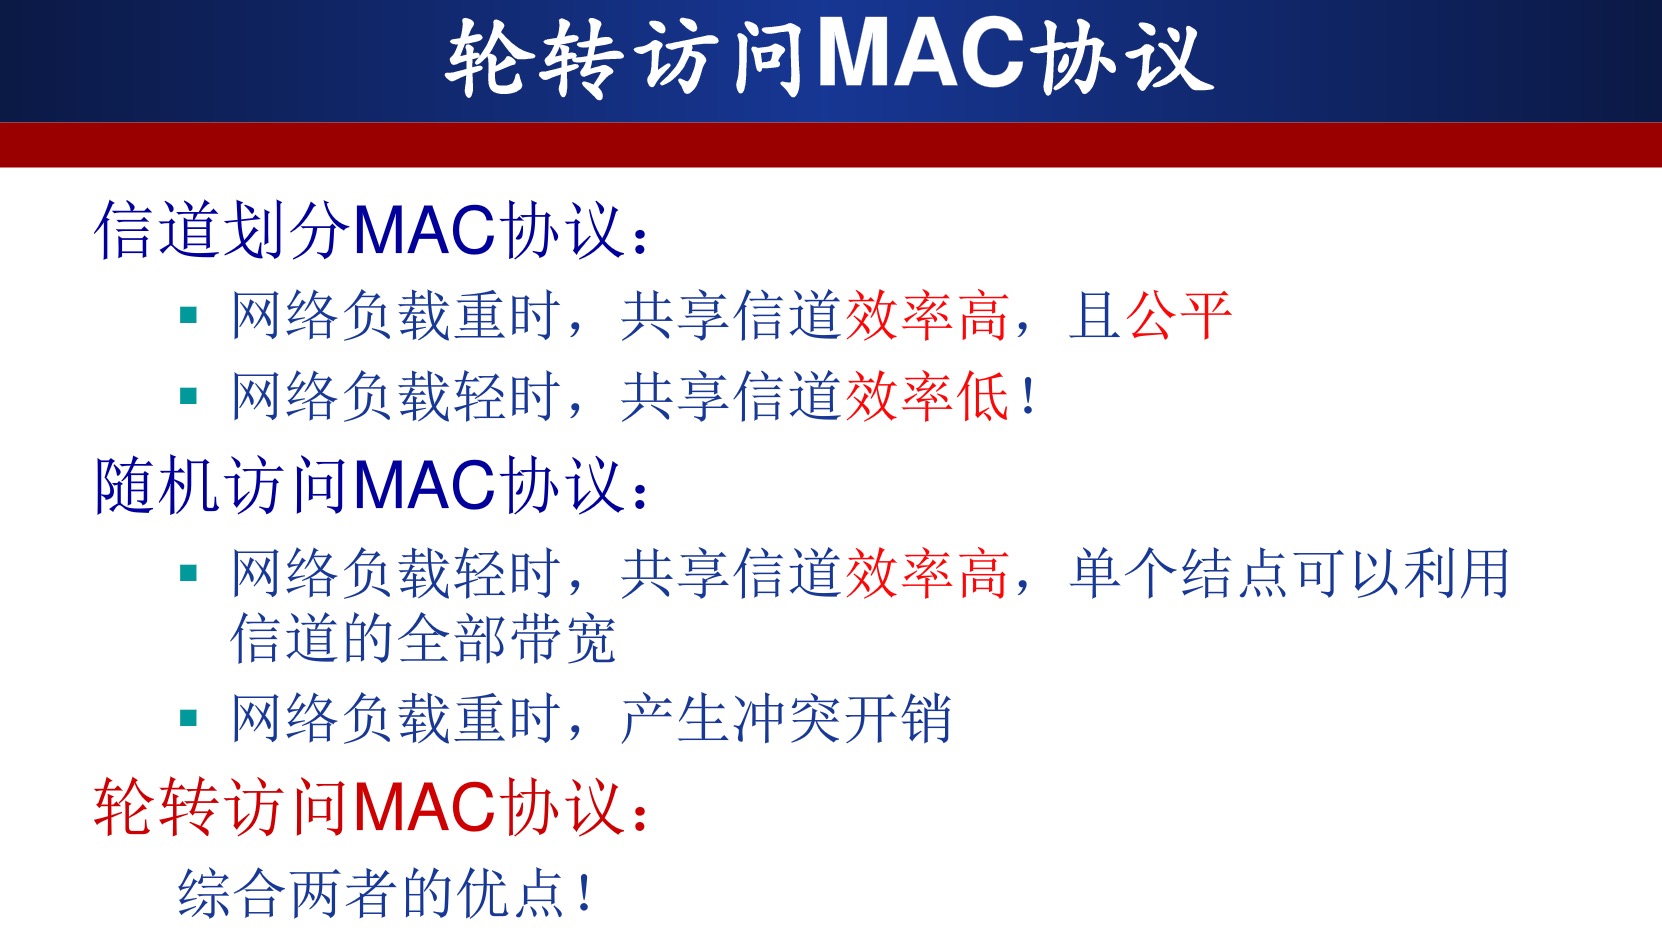 轮转访问MAC协议
信道划分MAC协议：
▪ 网络负载重时，共享信道效率高，且公平
▪ 网络负载轻时，共享信道效率低！
随机访问MAC协议：
▪ 网络负载轻时，共享信道效率高，单个结点可以利用
信道的全部带宽
▪ 网络负载重时，产生冲突开销
轮转访问MAC协议：
综合两者的优点！